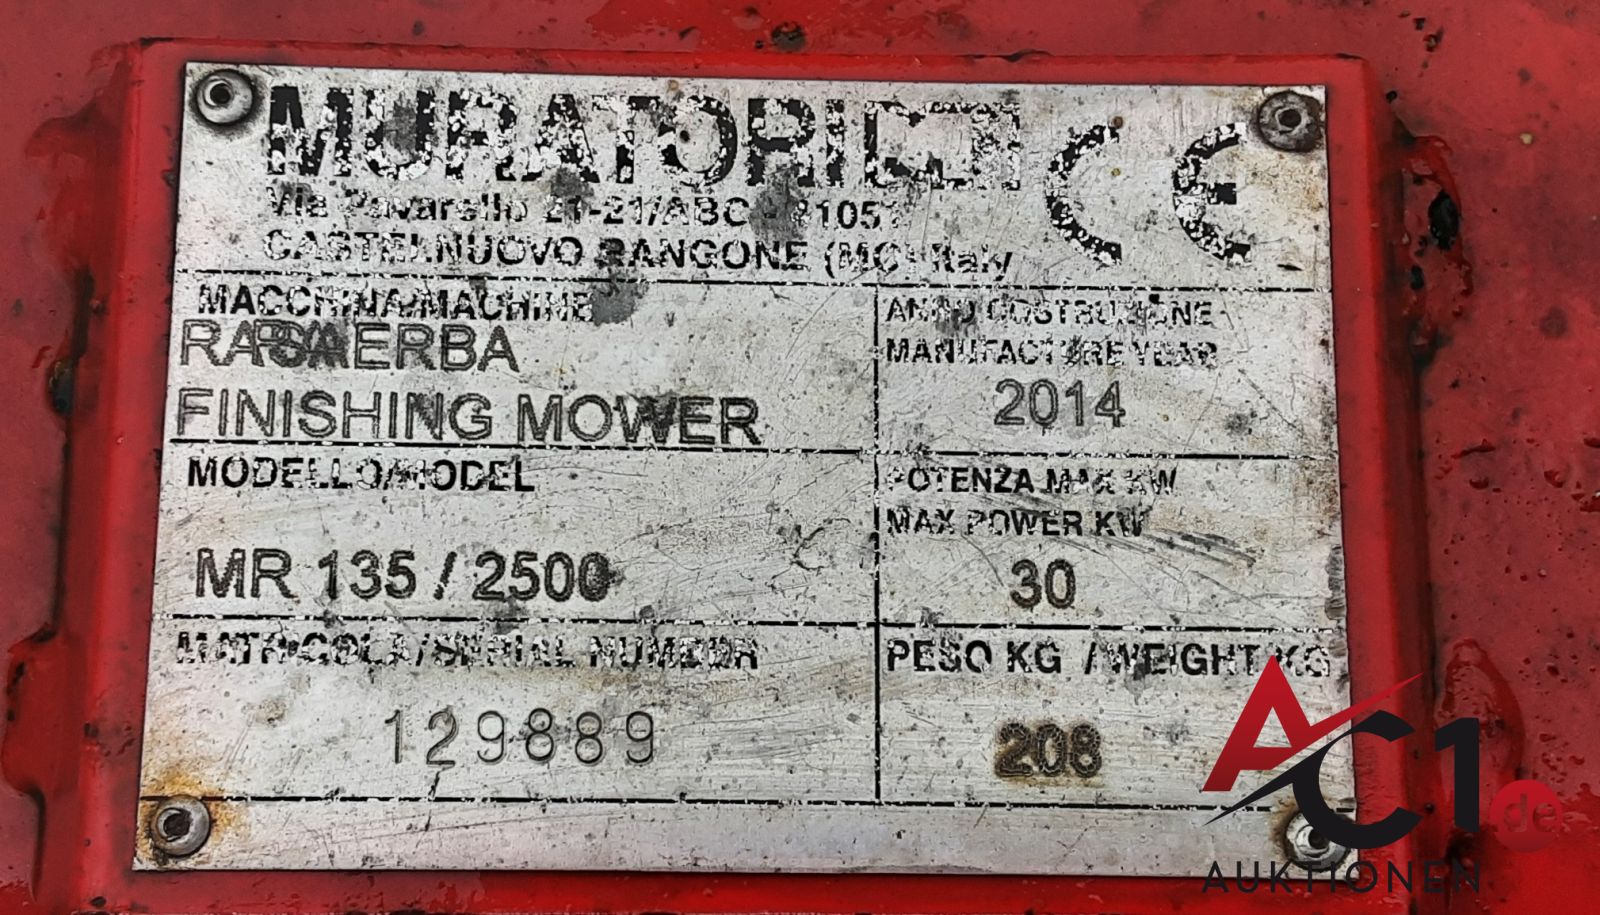 MURATORI
CE
Via Pavarello 21-21/ABC - 41051
CASTELNUOVO RANGONE (MO) Italy
MACCHINA/MACHINE
RASAERBA
FINISHING MOWER
ANNO COSTRUZIONE
MANUFACTURE YEAR
2014
MODELLO/MODEL
MR 135 / 2500
POTENZA MAX KW
MAX POWER KW
30
MATRICOLA/SERIAL NUMBER
129889
PESO KG / WEIGHT KG
208
AC1.de
AUKTIONEN